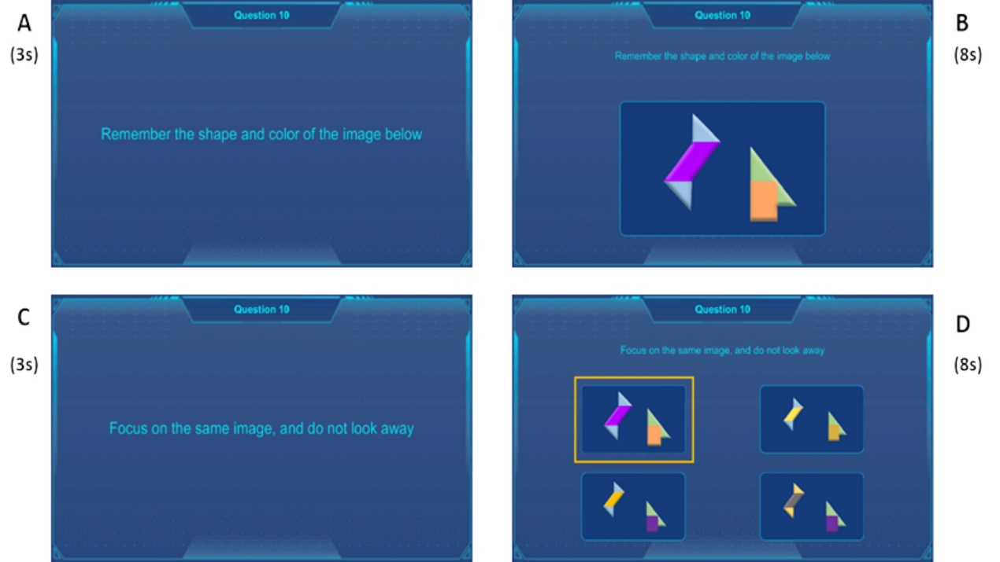 A
(3s)
Question 10
Remember the shape and color of the image below
B
(8s)
Question 10
Remember the shape and color of the image below
C
(3s)
Question 10
Focus on the same image, and do not look away
D
(8s)
Question 10
Focus on the same image, and do not look away